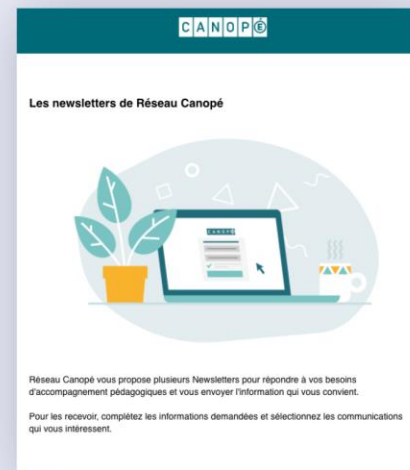 CANOPÉ
Les newsletters de Réseau Canopé
CANOPÉ
Réseau Canopé vous propose plusieurs Newsletters pour répondre à vos besoins
d'accompagnement pédagogiques et vous envoyer l'information qui vous convient.
Pour les recevoir, complétez les informations demandées et sélectionnez les communications
qui vous intéressent.